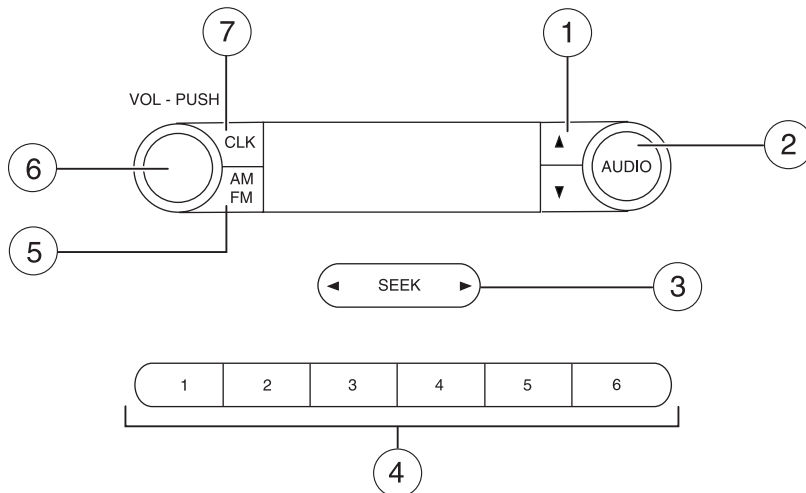 7
1
VOL - PUSH
CLK
▲
2
6
AUDIO
AM
FM
▼
5
◄ SEEK ►
3
1 2 3 4 5 6
4